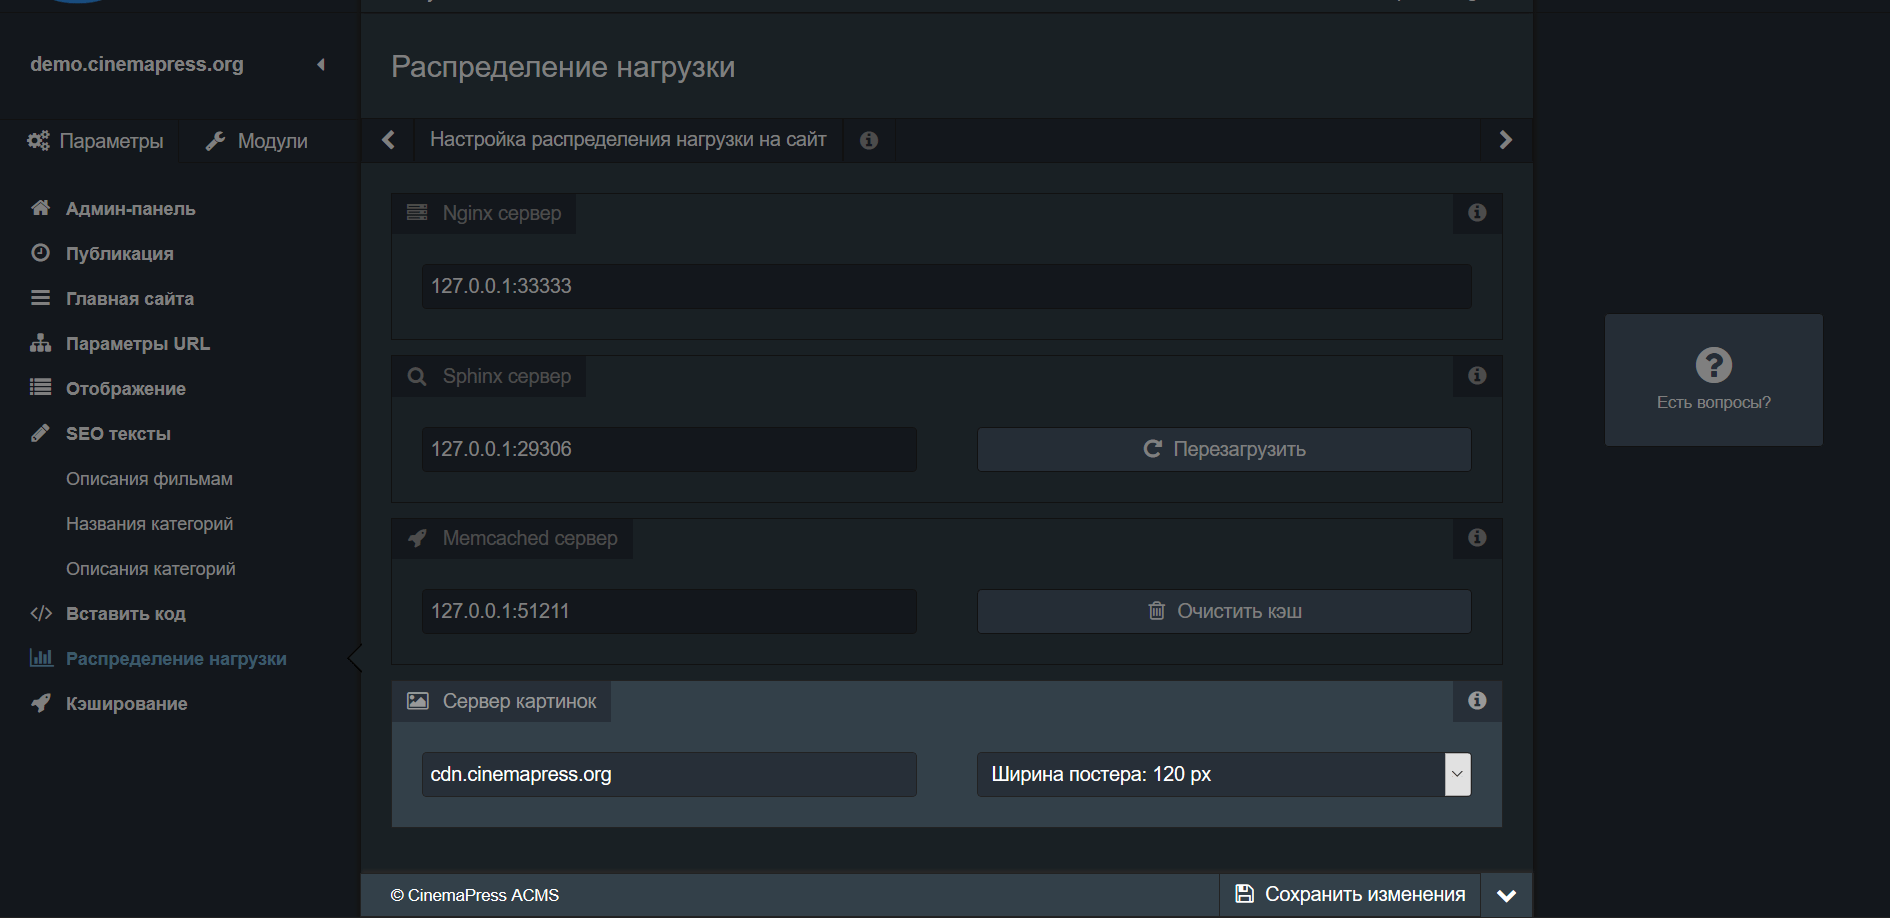 demo.cinemapress.org
Параметры
Модули
Админ-панель
Публикация
Главная сайта
Параметры URL
Отображение
SEO тексты
Описания фильмам
Названия категорий
Описания категорий
Вставить код
Распределение нагрузки
Кэширование
Распределение нагрузки
Настройка распределения нагрузки на сайт
Nginx сервер
127.0.0.1:33333
Sphinx сервер
127.0.0.1:29306
Перезагрузить
Memcached сервер
127.0.0.1:51211
Очистить кэш
Сервер картинок
cdn.cinemapress.org
Ширина постера: 120 px
© CinemaPress ACMS
Сохранить изменения
Есть вопросы?